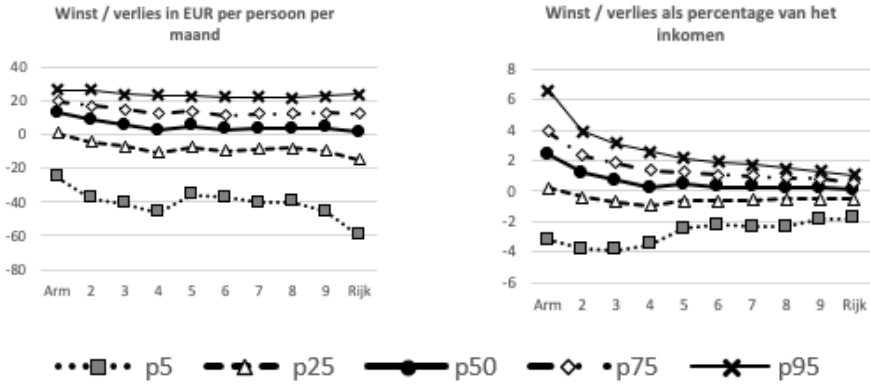 Winst / verlies in EUR per persoon per
maand
40
20
0
-20
-40
-60
-80
Arm 2 3 4 5 6 7 8 9 Rijk
Winst / verlies als percentage van het
inkomen
8
6
4
2
0
-2
-4
-6
Arm 2 3 4 5 6 7 8 9 Rijk
p5 p25 p50 p75 p95